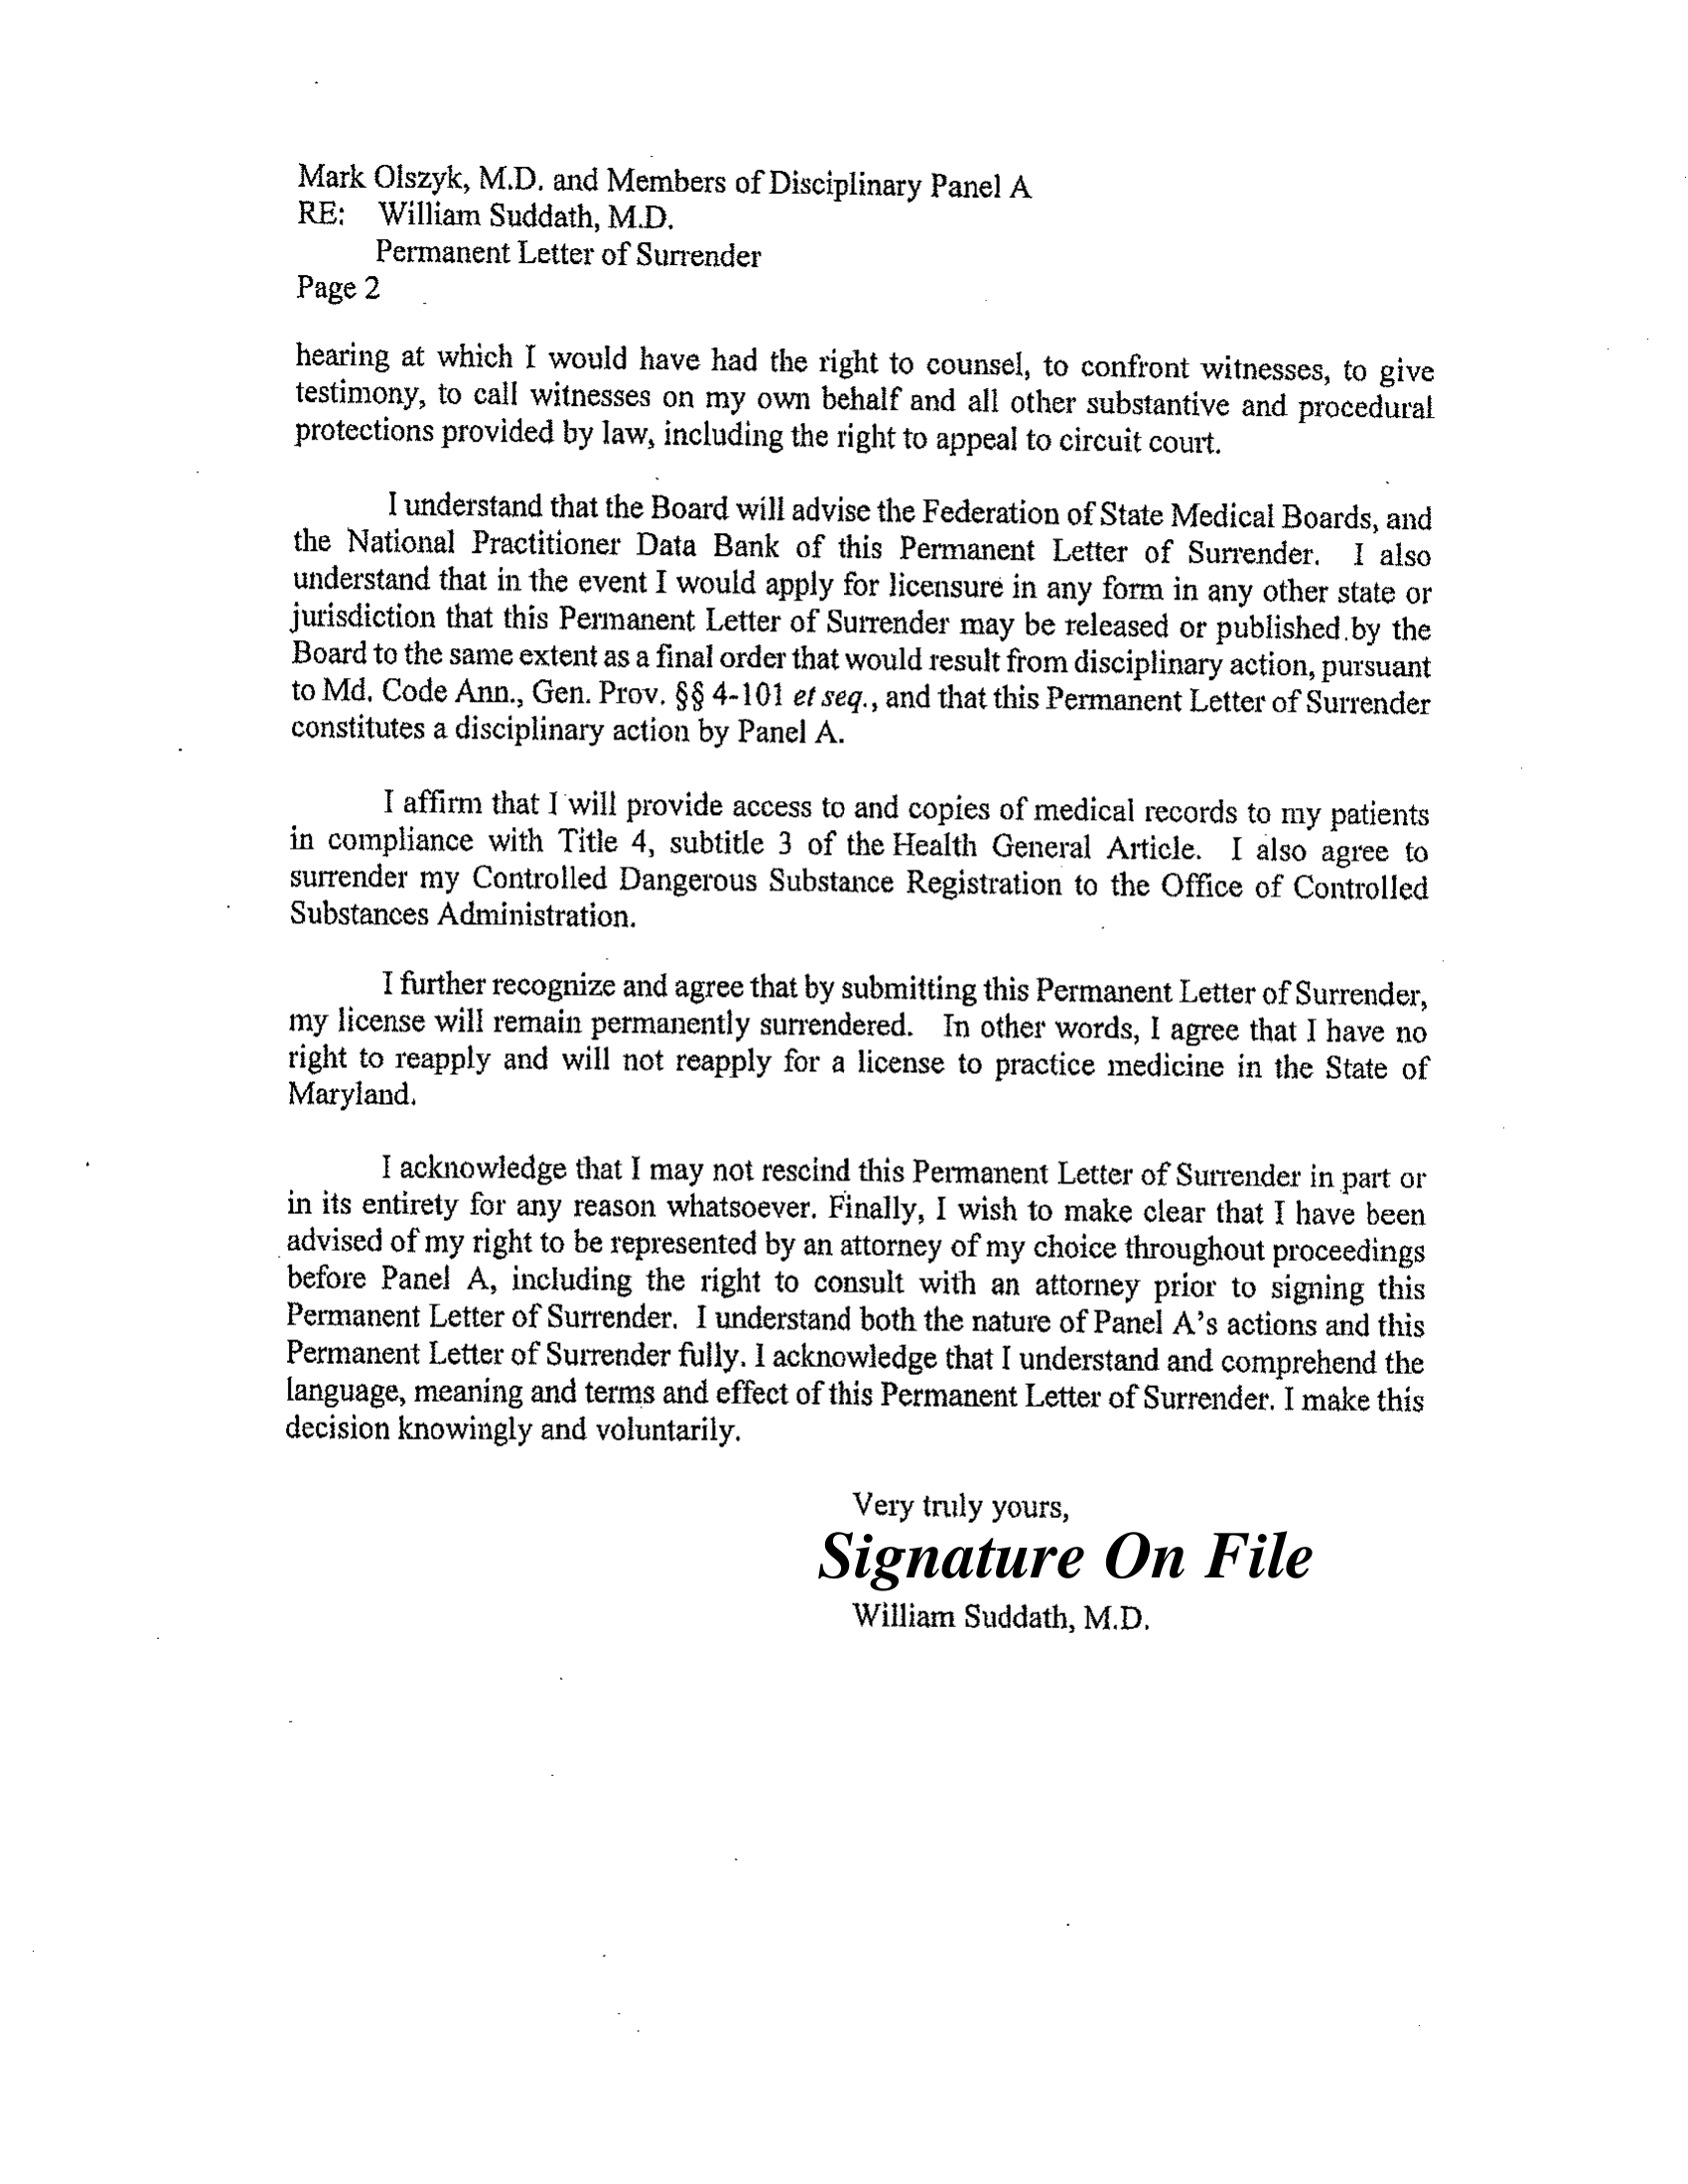 Mark Olszyk, M.D. and Members of Disciplinary Panel A
RE: William Suddath, M.D.
Permanent Letter of Surrender
Page 2
hearing at which I would have had the right to counsel, to confront witnesses, to give
testimony, to call witnesses on my own behalf and all other substantive and procedural
protections provided by law, including the right to appeal to circuit court.
I understand that the Board will advise the Federation of State Medical Boards, and
the National Practitioner Data Bank of this Permanent Letter of Surrender. I also
understand that in the event I would apply for licensure in any form in any other state or
jurisdiction that this Permanent Letter of Surrender may be released or published by the
Board to the same extent as a final order that would result from disciplinary action, pursuant
to Md. Code Ann., Gen. Prov. §§ 4-101 et seq., and that this Permanent Letter of Surrender
constitutes a disciplinary action by Panel A.
I affirm that I will provide access to and copies of medical records to my patients
in compliance with Title 4, subtitle 3 of the Health General Article. I also agree to
surrender my Controlled Dangerous Substance Registration to the Office of Controlled
Substances Administration.
I further recognize and agree that by submitting this Permanent Letter of Surrender,
my license will remain permanently surrendered. In other words, I agree that I have no
right to reapply and will not reapply for a license to practice medicine in the State of
Maryland.
I acknowledge that I may not rescind this Permanent Letter of Surrender in part or
in its entirety for any reason whatsoever. Finally, I wish to make clear that I have been
advised of my right to be represented by an attorney of my choice throughout proceedings
before Panel A, including the right to consult with an attorney prior to signing this
Permanent Letter of Surrender. I understand both the nature of Panel A's actions and this
Permanent Letter of Surrender fully. I acknowledge that I understand and comprehend the
language, meaning and terms and effect of this Permanent Letter of Surrender. I make this
decision knowingly and voluntarily.
Very truly yours,
Signature On File
William Suddath, M.D.